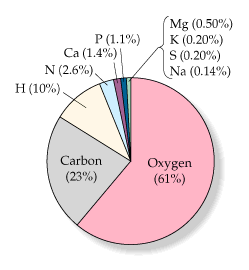 Mg (0.50%)
P (1.1%)
K (0.20%)
Ca (1.4%)
S (0.20%)
N (2.6%)
Na (0.14%)
H (10%)
Carbon
(23%)
Oxygen
(61%)